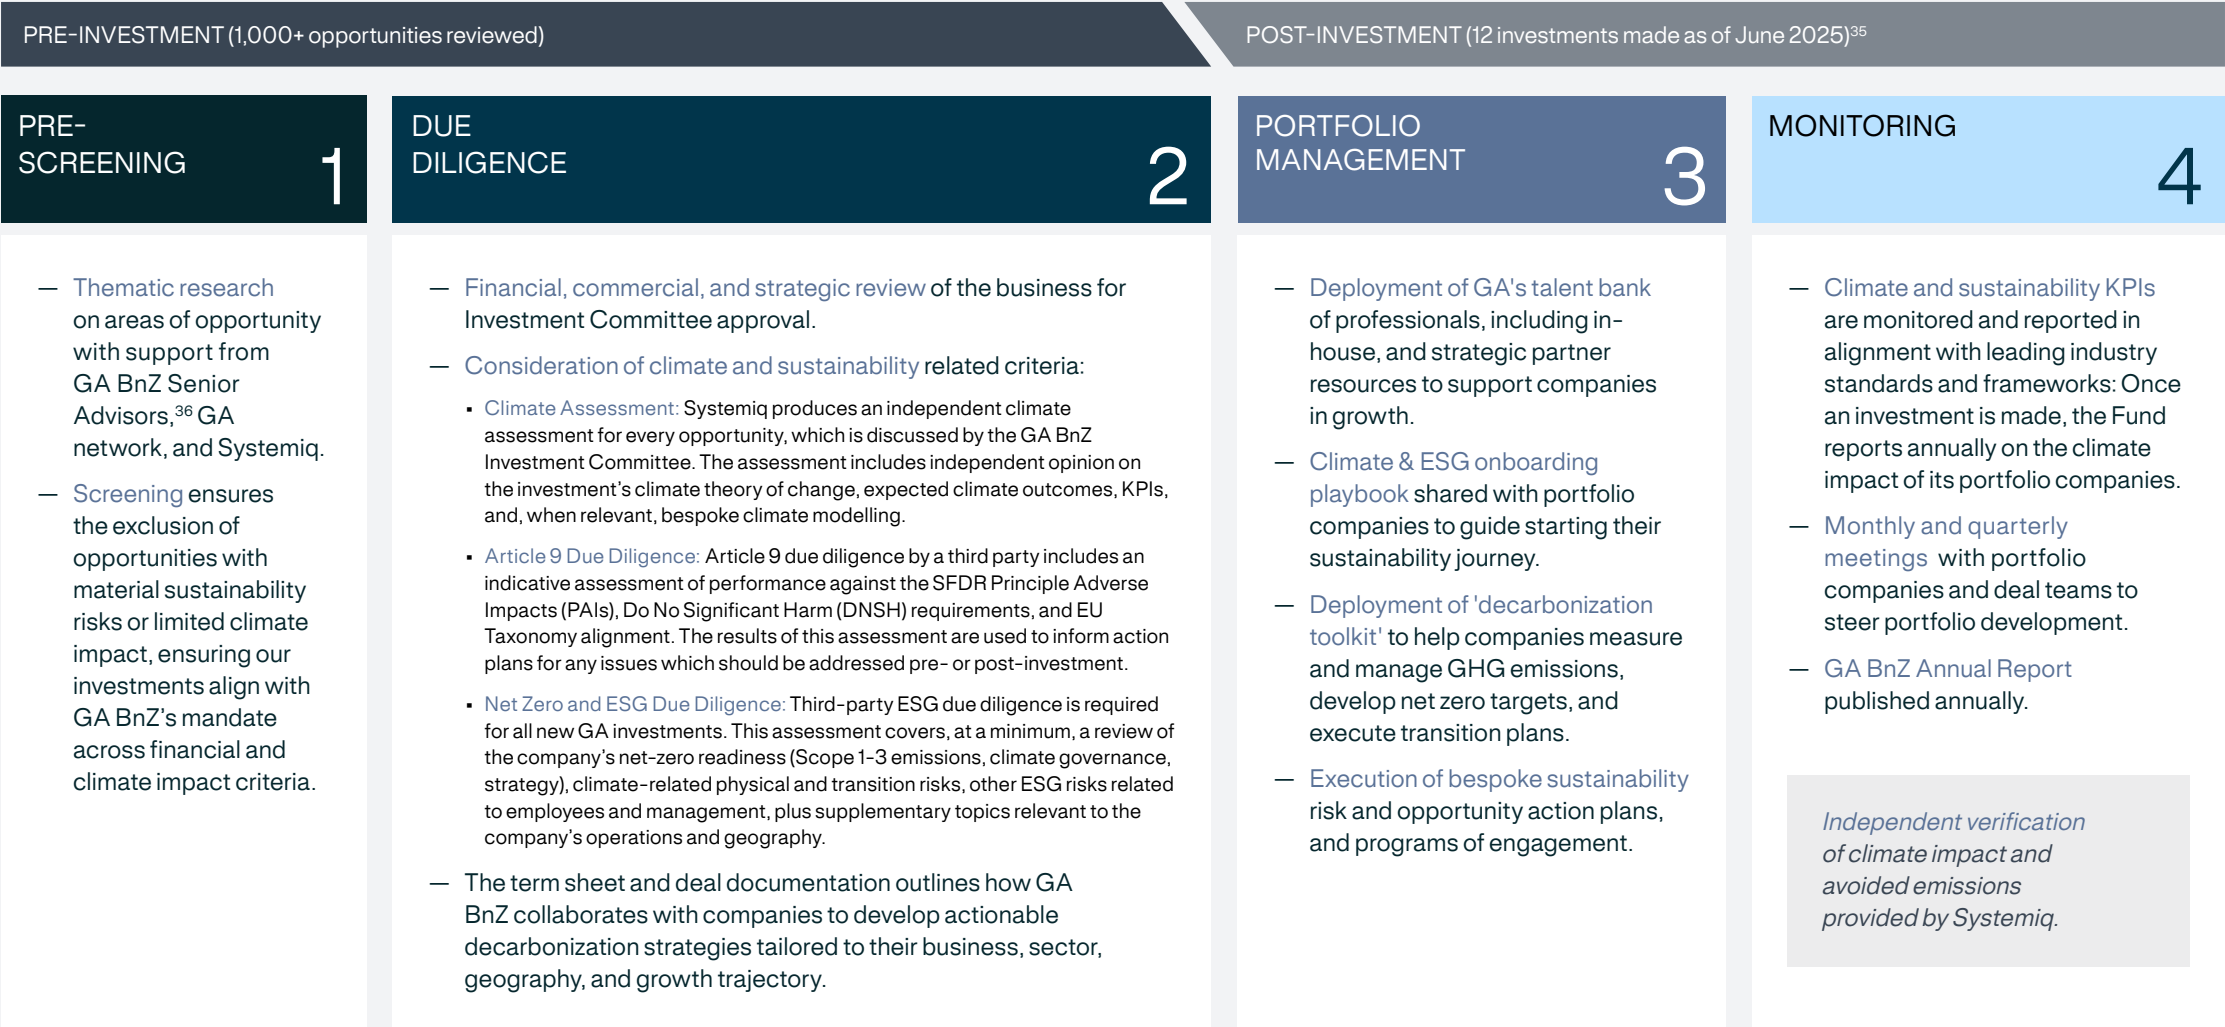 PRE-INVESTMENT (1,000+ opportunities reviewed)
POST-INVESTMENT (12 investments made as of June 2025)35
PRE-
SCREENING
1
— Thematic research
on areas of opportunity
with support from
GA BnZ Senior
Advisors,36 GA
network, and Systemiq.
— Screening ensures
the exclusion of
opportunities with
material sustainability
risks or limited climate
impact, ensuring our
investments align with
GA BnZ's mandate
across financial and
climate impact criteria.
DUE
DILIGENCE
2
— Financial, commercial, and strategic review of the business for
Investment Committee approval.
— Consideration of climate and sustainability related criteria:
▪ Climate Assessment: Systemiq produces an independent climate
assessment for every opportunity, which is discussed by the GA BnZ
Investment Committee. The assessment includes independent opinion on
the investment's climate theory of change, expected climate outcomes, KPIs,
and, when relevant, bespoke climate modelling.
▪ Article 9 Due Diligence: Article 9 due diligence by a third party includes an
indicative assessment of performance against the SFDR Principle Adverse
Impacts (PAIs), Do No Significant Harm (DNSH) requirements, and EU
Taxonomy alignment. The results of this assessment are used to inform action
plans for any issues which should be addressed pre- or post-investment.
▪ Net Zero and ESG Due Diligence: Third-party ESG due diligence is required
for all new GA investments. This assessment covers, at a minimum, a review of
the company's net-zero readiness (Scope 1-3 emissions, climate governance,
strategy), climate-related physical and transition risks, other ESG risks related
to employees and management, plus supplementary topics relevant to the
company's operations and geography.
— The term sheet and deal documentation outlines how GA
BnZ collaborates with companies to develop actionable
decarbonization strategies tailored to their business, sector,
geography, and growth trajectory.
PORTFOLIO
MANAGEMENT
3
— Deployment of GA's talent bank
of professionals, including in-
house, and strategic partner
resources to support companies
in growth.
— Climate & ESG onboarding
playbook shared with portfolio
companies to guide starting their
sustainability journey.
— Deployment of 'decarbonization
toolkit' to help companies measure
and manage GHG emissions,
develop net zero targets, and
execute transition plans.
— Execution of bespoke sustainability
risk and opportunity action plans,
and programs of engagement.
MONITORING
4
— Climate and sustainability KPIs
are monitored and reported in
alignment with leading industry
standards and frameworks: Once
an investment is made, the Fund
reports annually on the climate
impact of its portfolio companies.
— Monthly and quarterly
meetings with portfolio
companies and deal teams to
steer portfolio development.
— GA BnZ Annual Report
published annually.
Independent verification
of climate impact and
avoided emissions
provided by Systemiq.